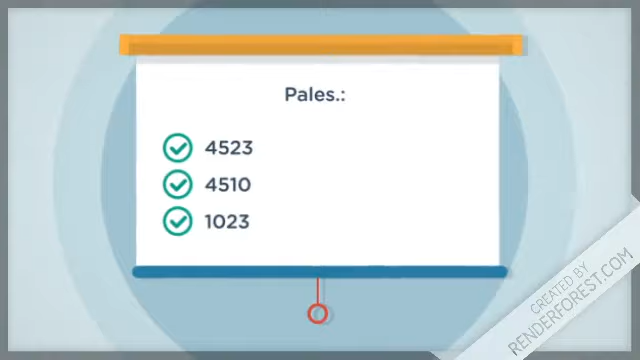 Pales.:
4523
4510
1023
CREATED BY
RENDERFOREST.COM